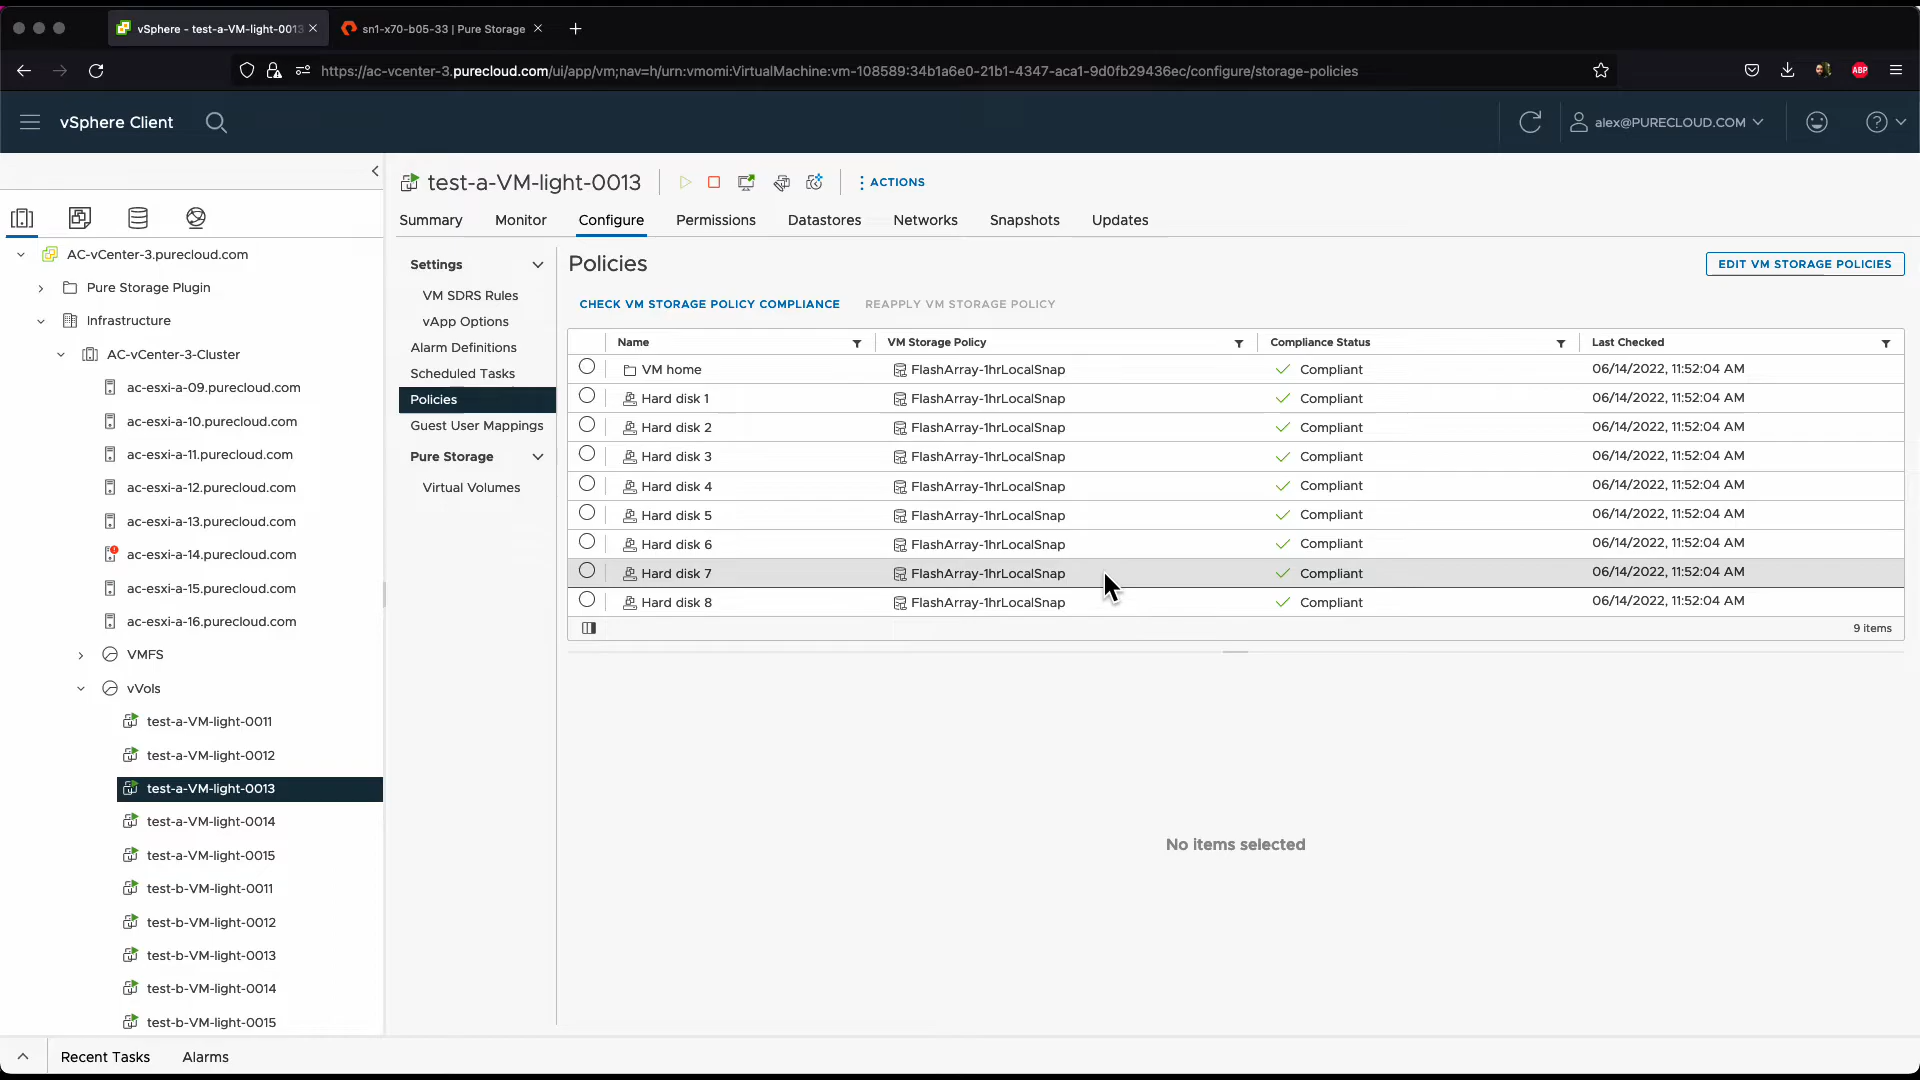 vSphere - test-a-VM-light-0013
sn1-x70-b05-33 | Pure Storage
https://ac-vcenter-3.purecloud.com/ui/app/vm;nav=h/urn:vmomi:VirtualMachine:vm-108589:34b1a6e0-21b1-4347-aca1-9d0fb29436ec/configure/storage-policies
ABP
vSphere Client
alex@PURECLOUD.COM
test-a-VM-light-0013
ACTIONS
Summary
Monitor
Configure
Permissions
Datastores
Networks
Snapshots
Updates
AC-vCenter-3.purecloud.com
Pure Storage Plugin
Infrastructure
AC-vCenter-3-Cluster
ac-esxi-a-09.purecloud.com
ac-esxi-a-10.purecloud.com
ac-esxi-a-11.purecloud.com
ac-esxi-a-12.purecloud.com
ac-esxi-a-13.purecloud.com
ac-esxi-a-14.purecloud.com
ac-esxi-a-15.purecloud.com
ac-esxi-a-16.purecloud.com
VMFS
vVols
test-a-VM-light-0011
test-a-VM-light-0012
test-a-VM-light-0013
test-a-VM-light-0014
test-a-VM-light-0015
test-b-VM-light-0011
test-b-VM-light-0012
test-b-VM-light-0013
test-b-VM-light-0014
test-b-VM-light-0015
Settings
VM SDRS Rules
vApp Options
Alarm Definitions
Scheduled Tasks
Policies
Guest User Mappings
Pure Storage
Virtual Volumes
Policies
EDIT VM STORAGE POLICIES
CHECK VM STORAGE POLICY COMPLIANCE
REAPPLY VM STORAGE POLICY
Name VM Storage Policy Compliance Status Last Checked
VM home FlashArray-1hrLocalSnap Compliant 06/14/2022, 11:52:04 AM
Hard disk 1 FlashArray-1hrLocalSnap Compliant 06/14/2022, 11:52:04 AM
Hard disk 2 FlashArray-1hrLocalSnap Compliant 06/14/2022, 11:52:04 AM
Hard disk 3 FlashArray-1hrLocalSnap Compliant 06/14/2022, 11:52:04 AM
Hard disk 4 FlashArray-1hrLocalSnap Compliant 06/14/2022, 11:52:04 AM
Hard disk 5 FlashArray-1hrLocalSnap Compliant 06/14/2022, 11:52:04 AM
Hard disk 6 FlashArray-1hrLocalSnap Compliant 06/14/2022, 11:52:04 AM
Hard disk 7 FlashArray-1hrLocalSnap Compliant 06/14/2022, 11:52:04 AM
Hard disk 8 FlashArray-1hrLocalSnap Compliant 06/14/2022, 11:52:04 AM
9 items
No items selected
Recent Tasks
Alarms